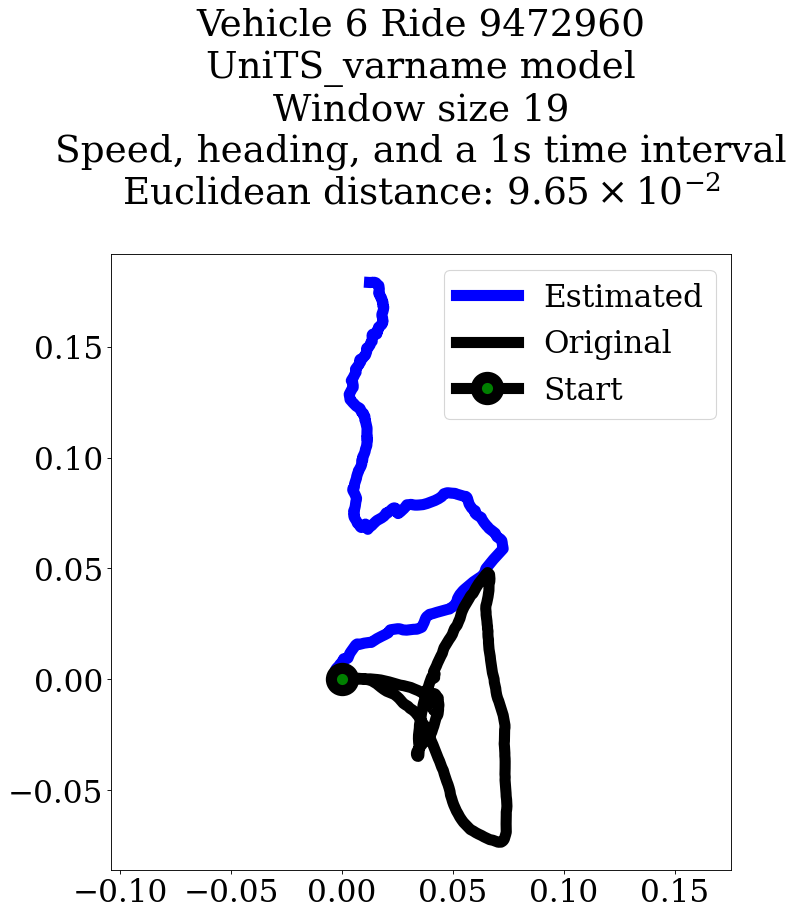 Vehicle 6 Ride 9472960
UniTS_varname model
Window size 19
Speed, heading, and a 1s time interval
Euclidean distance: 9.65 × 10⁻²
Estimated
Original
Start
0.15
0.10
0.05
0.00
−0.05
−0.10 −0.05 0.00 0.05 0.10 0.15